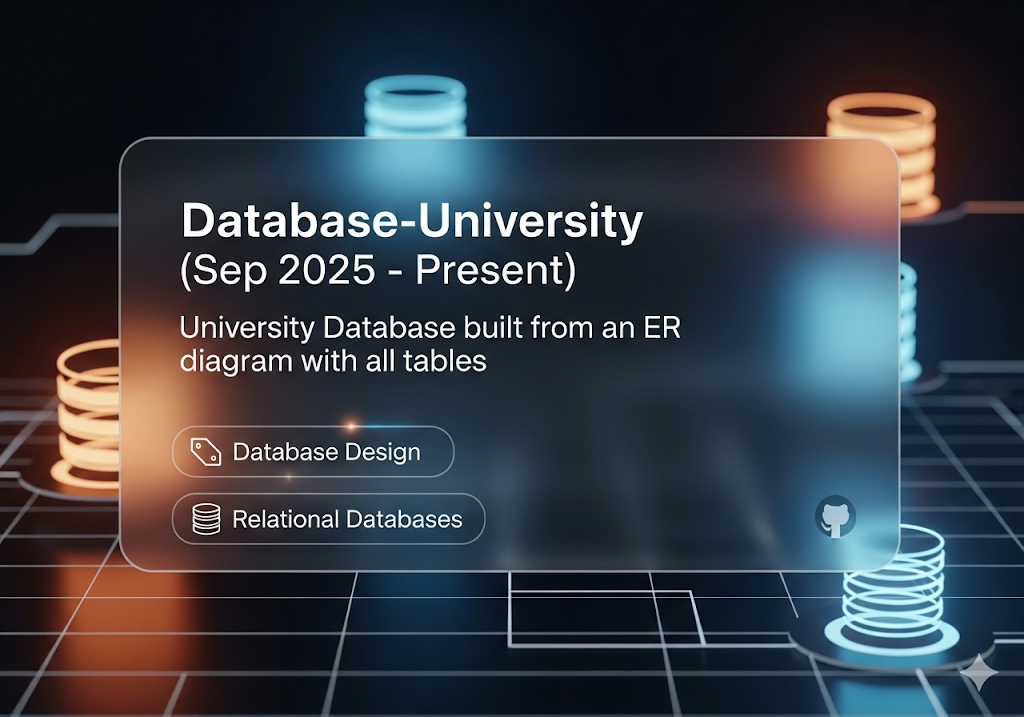 Database-University
(Sep 2025 - Present)
University Database built from an ER
diagram with all tables
Database Design
Relational Databases